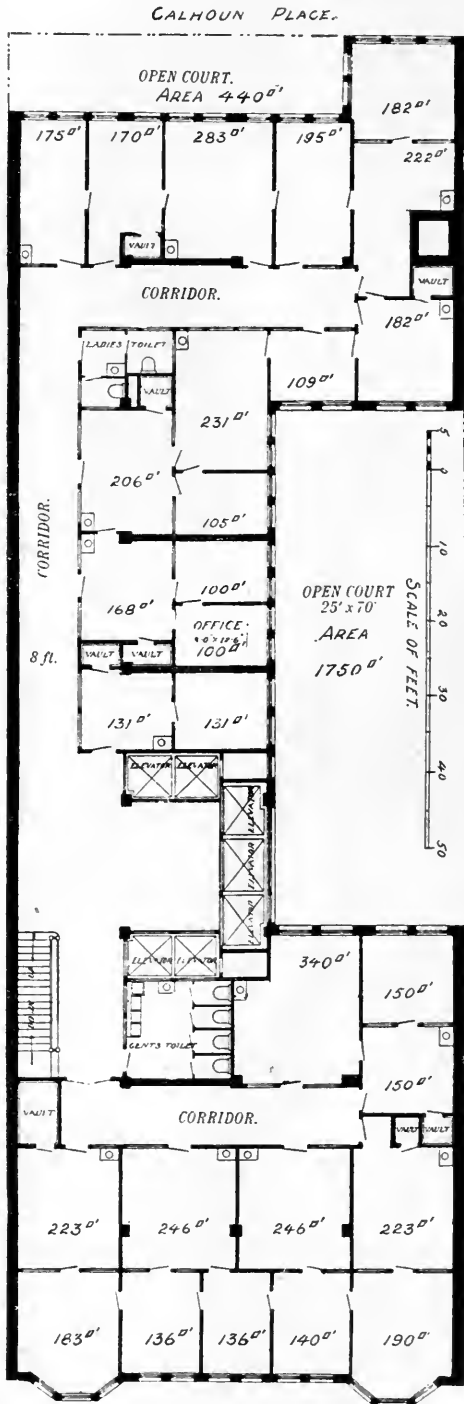 CALHOUN PLACE.
OPEN COURT.
AREA 440□'
182□'
175□'
170□'
283□'
195□'
222□'
VAULT
VAULT
CORRIDOR.
182□'
LADIES TOILET
VAULT
109□'
231□'
206□'
105□'
CORRIDOR.
168□'
100□'
OFFICE
100□'
OPEN COURT
25' x 70'
AREA
1750□'
5
0
10
20
30
40
50
SCALE OF FEET.
8 ft.
VAULT
VAULT
131□'
131□'
ELEVATOR
ELEVATOR
ELEVATOR
ELEVATOR
ELEVATOR
ELEVATOR
ELEVATOR
340□'
150□'
GENTS TOILET
150□'
VAULT
CORRIDOR.
VAULT
VAULT
223□'
246□'
246□'
223□'
183□'
136□'
136□'
140□'
190□'